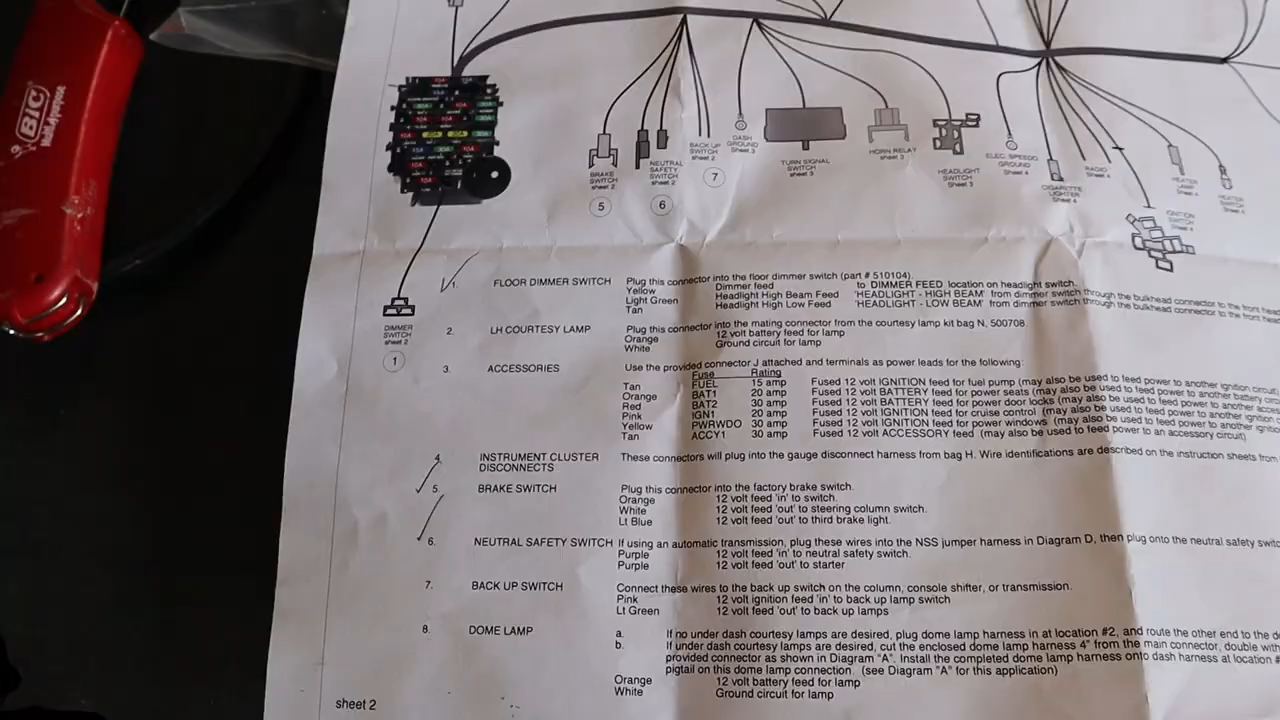 BIC
Multi-purpose
BRAKE
SWITCH
sheet 2
5
NEUTRAL
SAFETY
SWITCH
sheet 2
6
BACK UP
SWITCH
sheet 2
7
DASH
GROUND
Sheet 3
TURN SIGNAL
SWITCH
sheet 3
HORN RELAY
sheet 3
HEADLIGHT
SWITCH
Sheet 3
ELEC. SPEEDO
GROUND
Sheet 4
CIGARETTE
LIGHTER
Sheet 4
RADIO
Sheet 4
IGNITION
SWITCH
Sheet 4
HEATER
LAMP
Sheet 4
HEATER
SWITCH
Sheet 4
DIMMER
SWITCH
sheet 2
1
1. FLOOR DIMMER SWITCH Plug this connector into the floor dimmer switch (part # 510104).
Yellow Dimmer feed to DIMMER FEED location on headlight switch.
Light Green Headlight High Beam Feed 'HEADLIGHT - HIGH BEAM' from dimmer switch through the bulkhead connector to the front
Tan Headlight High Low Feed 'HEADLIGHT - LOW BEAM' from dimmer switch through the bulkhead connector to the front
2. LH COURTESY LAMP Plug this connector into the mating connector from the courtesy lamp kit bag N, 500708.
Orange 12 volt battery feed for lamp
White Ground circuit for lamp
3. ACCESSORIES Use the provided connector J attached and terminals as power leads for the following:
Fuse Rating
Tan FUEL 15 amp Fused 12 volt IGNITION feed for fuel pump (may also be used to feed power to another ignition circuit
Orange BAT1 20 amp Fused 12 volt BATTERY feed for power seats (may also be used to feed power to another battery
Red BAT2 30 amp Fused 12 volt BATTERY feed for power door locks (may also be used to feed power to another
Pink IGN1 20 amp Fused 12 volt IGNITION feed for cruise control (may also be used to feed power to another ignition
Yellow PWRWDO 30 amp Fused 12 volt IGNITION feed for power windows (may also be used to feed power to another
Tan ACCY1 30 amp Fused 12 volt ACCESSORY feed (may also be used to feed power to an accessory circuit)
4. INSTRUMENT CLUSTER These connectors will plug into the gauge disconnect harness from bag H. Wire identifications are described on the instruction sheets from
DISCONNECTS
5. BRAKE SWITCH Plug this connector into the factory brake switch.
Orange 12 volt feed 'in' to switch.
White 12 volt feed 'out' to steering column switch.
Lt Blue 12 volt feed 'out' to third brake light.
6. NEUTRAL SAFETY SWITCH If using an automatic transmission, plug these wires into the NSS jumper harness in Diagram D, then plug onto the neutral safety
Purple 12 volt feed 'in' to neutral safety switch.
Purple 12 volt feed 'out' to starter
7. BACK UP SWITCH Connect these wires to the back up switch on the column, console shifter, or transmission.
Pink 12 volt ignition feed 'in' to back up lamp switch
Lt Green 12 volt feed 'out' to back up lamps
8. DOME LAMP a. If no under dash courtesy lamps are desired, plug dome lamp harness in at location #2, and route the other end to the
b. If under dash courtesy lamps are desired, cut the enclosed dome lamp harness 4" from the main connector, double with
provided connector as shown in Diagram "A". Install the completed dome lamp harness onto dash harness at location
pigtail on this dome lamp connection. (see Diagram "A" for this application)
Orange 12 volt battery feed for lamp
White Ground circuit for lamp
sheet 2